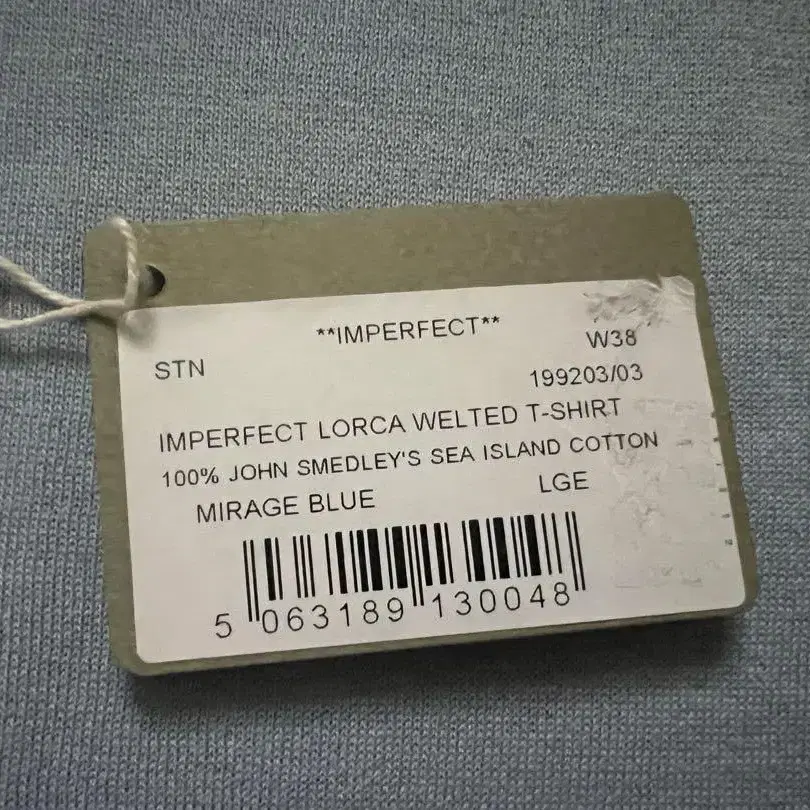 **IMPERFECT**
STN W38
199203/03
IMPERFECT LORCA WELTED T-SHIRT
100% JOHN SMEDLEY'S SEA ISLAND COTTON
MIRAGE BLUE LGE
5 063189 130048